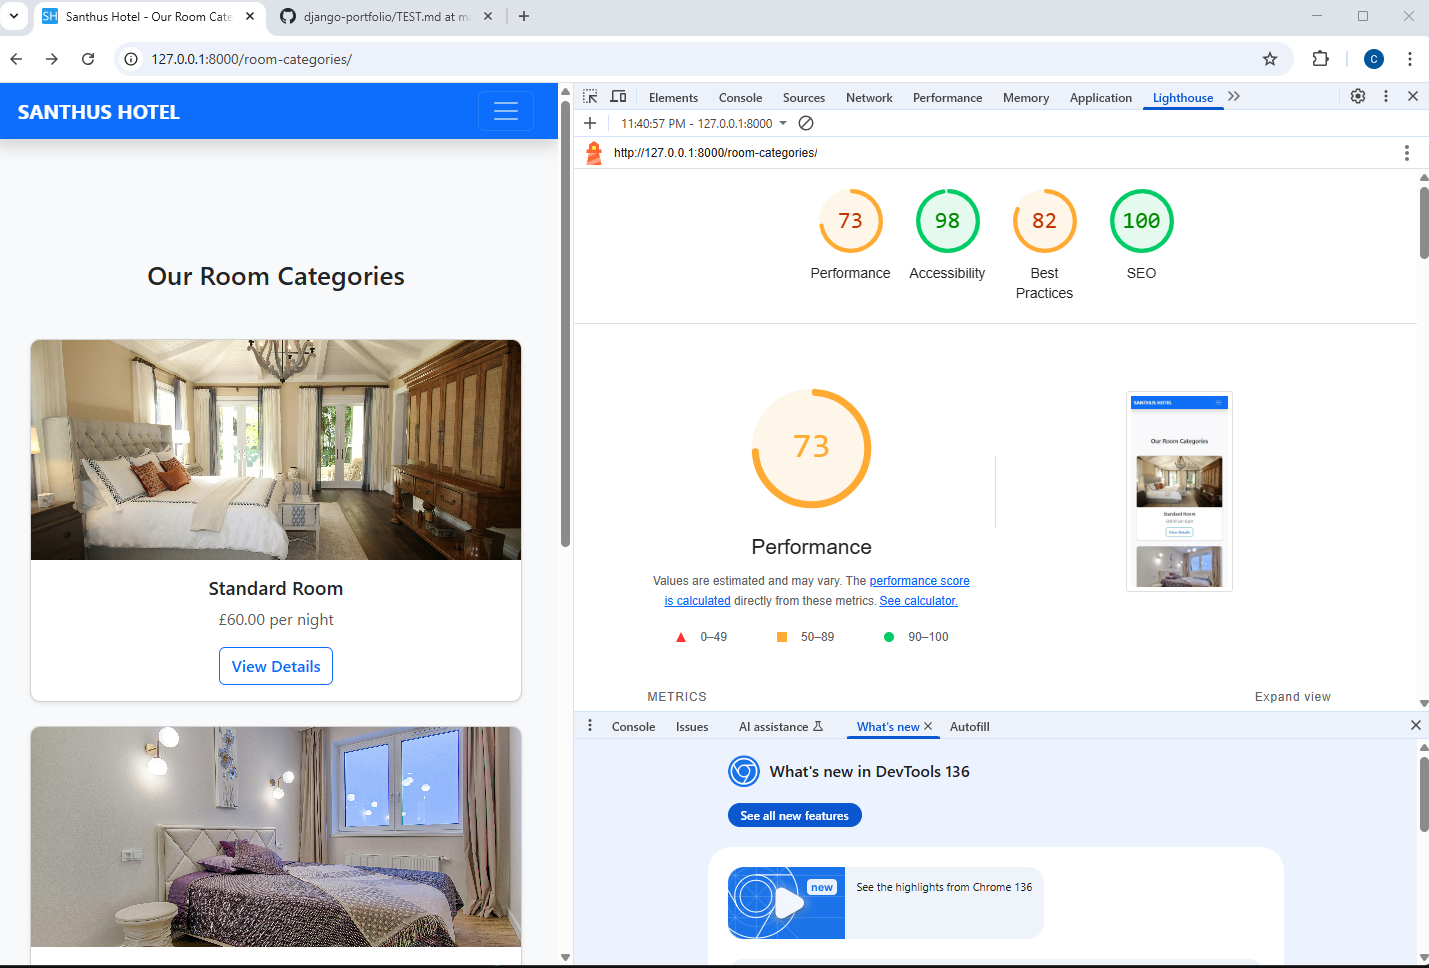 SH Santhus Hotel - Our Room Cate
django-portfolio/TEST.md at ma
127.0.0.1:8000/room-categories/
C
SANTHUS HOTEL
Our Room Categories
Standard Room
£60.00 per night
View Details
Elements Console Sources Network Performance Memory Application Lighthouse
11:40:57 PM - 127.0.0.1:8000
http://127.0.0.1:8000/room-categories/
73 98 82 100
Performance Accessibility Best Practices SEO
73
Performance
Values are estimated and may vary. The performance score
is calculated directly from these metrics. See calculator.
0–49 50–89 90–100
METRICS Expand view
SANTHUS HOTEL
Our Room Categories
Standard Room
£60.00 per night
View Details
Console Issues AI assistance What's new Autofill
What's new in DevTools 136
See all new features
new
See the highlights from Chrome 136